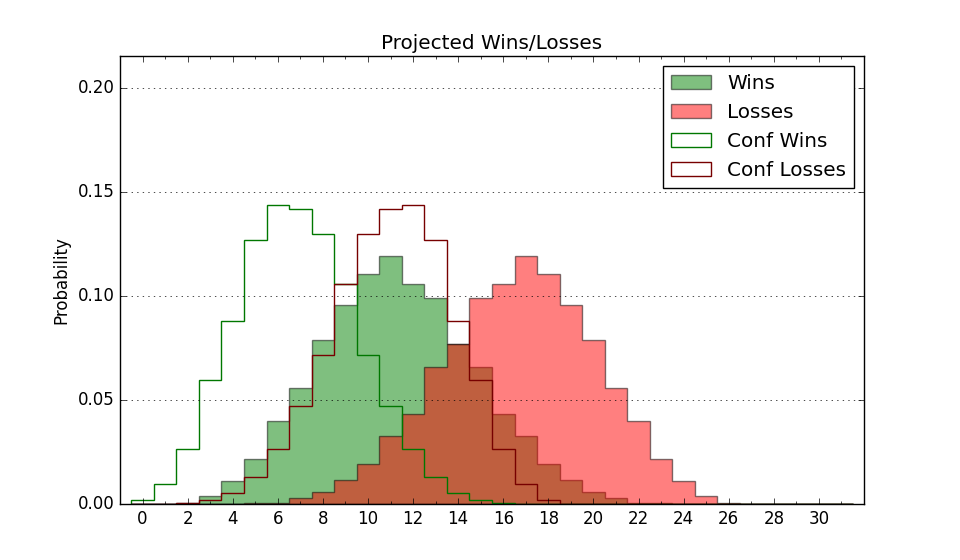 Projected Wins/Losses
Wins
Losses
Conf Wins
Conf Losses
Probability
0.20
0.15
0.10
0.05
0.00
0 2 4 6 8 10 12 14 16 18 20 22 24 26 28 30